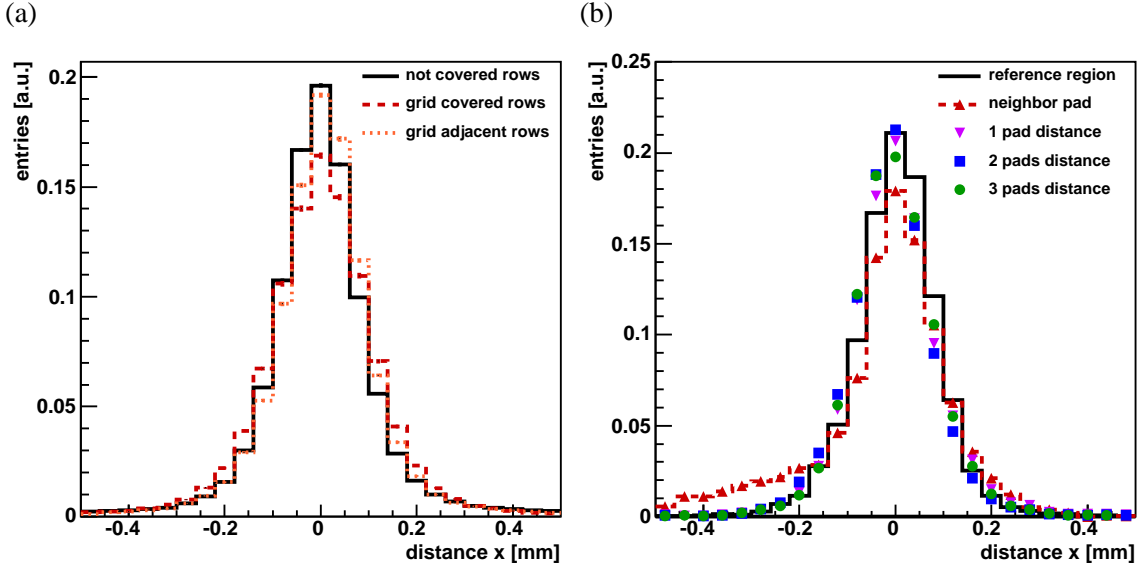 (a)
entries [a.u.]
0.2
0.15
0.1
0.05
0
not covered rows
grid covered rows
grid adjacent rows
-0.4 -0.2 0 0.2 0.4
distance x [mm]
(b)
entries [a.u.]
0.25
0.2
0.15
0.1
0.05
0
reference region
neighbor pad
1 pad distance
2 pads distance
3 pads distance
-0.4 -0.2 0 0.2 0.4
distance x [mm]